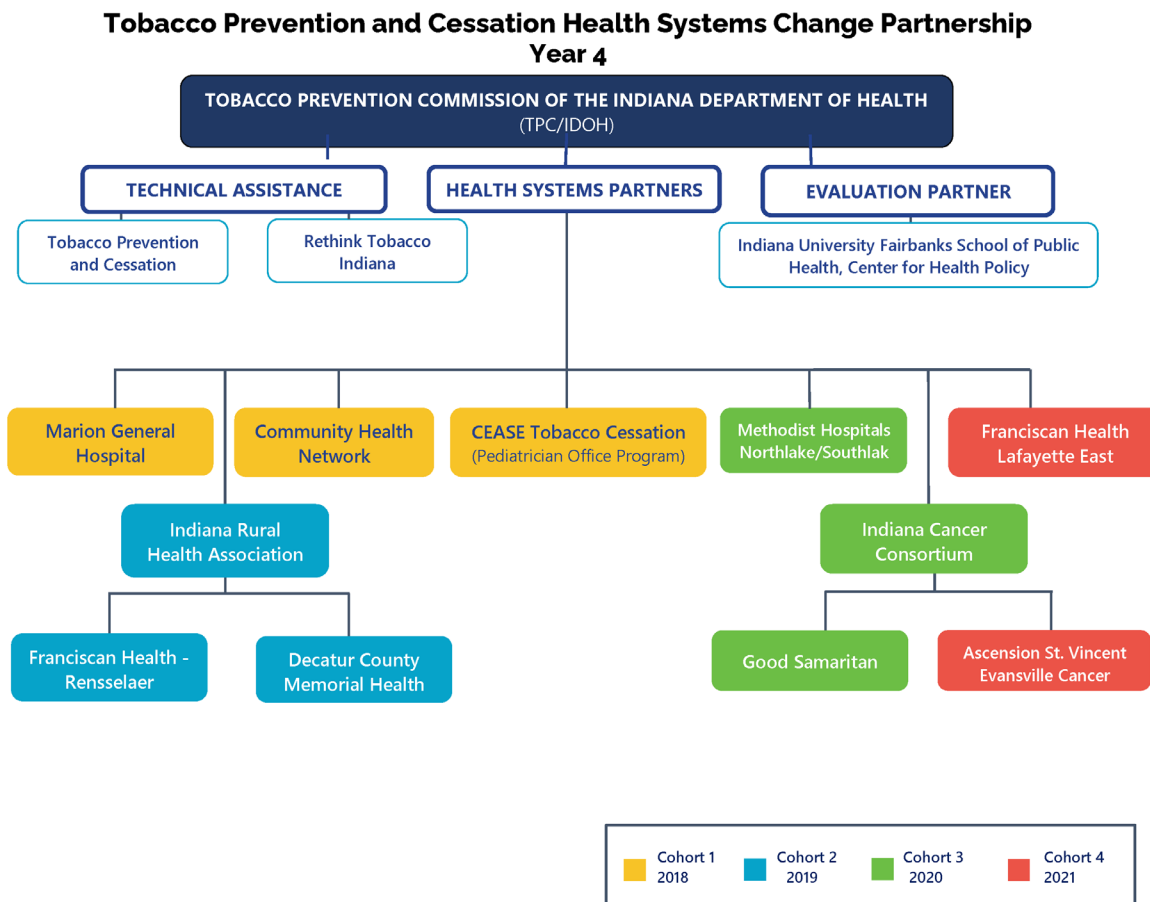 Tobacco Prevention and Cessation Health Systems Change Partnership
Year 4
TOBACCO PREVENTION COMMISSION OF THE INDIANA DEPARTMENT OF HEALTH
(TPC/IDOH)
TECHNICAL ASSISTANCE
HEALTH SYSTEMS PARTNERS
EVALUATION PARTNER
Tobacco Prevention
and Cessation
Rethink Tobacco
Indiana
Indiana University Fairbanks School of Public
Health, Center for Health Policy
Marion General
Hospital
Community Health
Network
CEASE Tobacco Cessation
(Pediatrician Office Program)
Methodist Hospitals
Northlake/Southlak
Franciscan Health
Lafayette East
Indiana Rural
Health Association
Indiana Cancer
Consortium
Franciscan Health -
Rensselaer
Decatur County
Memorial Health
Good Samaritan
Ascension St. Vincent
Evansville Cancer
Cohort 1
2018
Cohort 2
2019
Cohort 3
2020
Cohort 4
2021